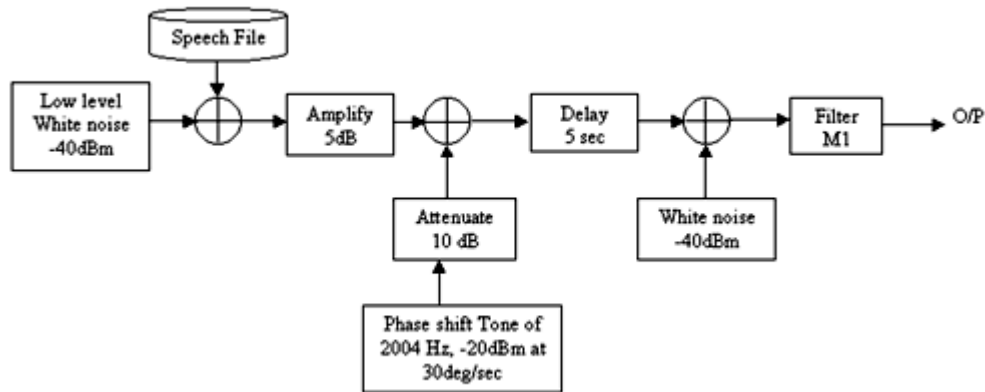 Speech File
Low level
White noise
-40dBm
Amplify
5dB
Delay
5 sec
Filter
M1
O/P
Attenuate
10 dB
White noise
-40dBm
Phase shift Tone of
2004 Hz, -20dBm at
30deg/sec